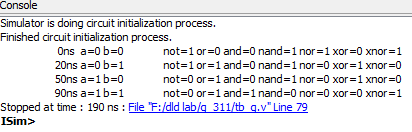 Console
Simulator is doing circuit initialization process.
Finished circuit initialization process.
0ns a=0 b=0 not=1 or=0 and=0 nand=1 nor=1 xor=0 xnor=1
20ns a=0 b=1 not=1 or=1 and=0 nand=1 nor=0 xor=1 xnor=0
50ns a=1 b=0 not=0 or=1 and=0 nand=1 nor=0 xor=1 xnor=0
90ns a=1 b=1 not=0 or=1 and=1 nand=0 nor=0 xor=0 xnor=1
Stopped at time : 190 ns : File "F:/dld lab/g_311/tb_g.v" Line 79
ISim>